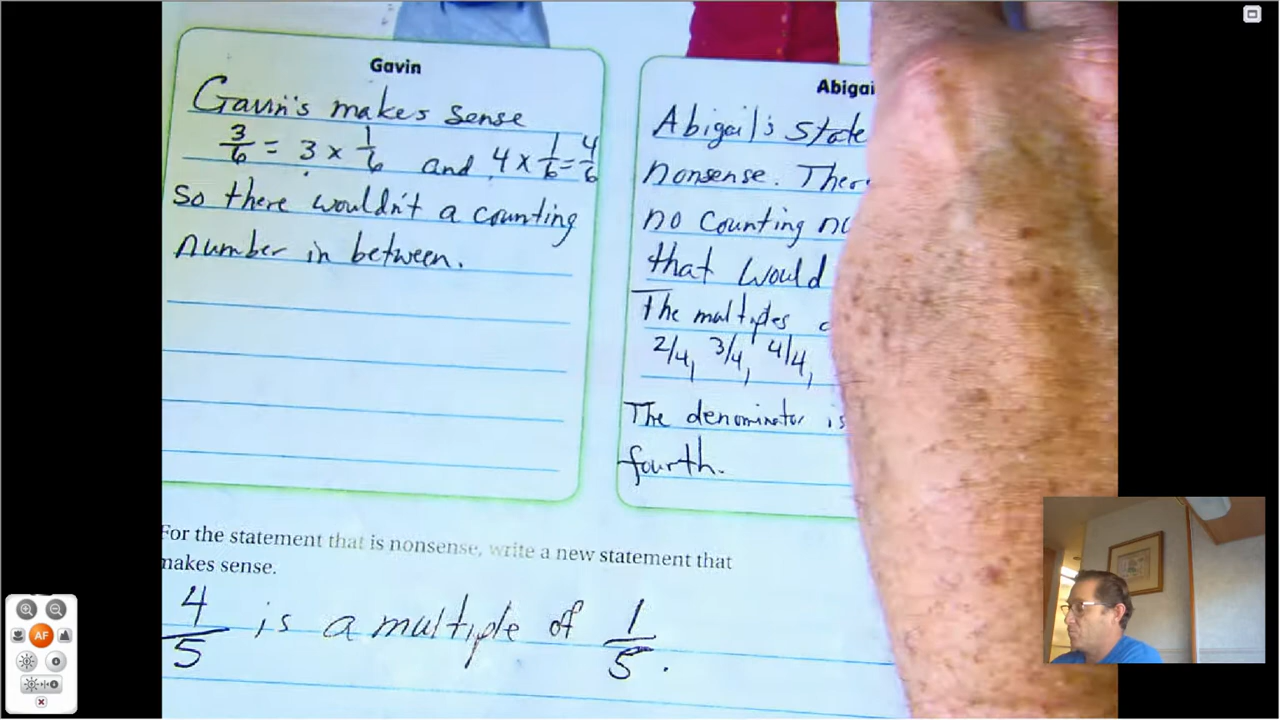 Gavin
Gavin's makes sense
3/6 = 3 x 1/6 and 4 x 1/6 = 4/6
so there wouldn't a counting
number in between.
Abigai
Abigail's state
nonsense. Ther
no counting nu
that would
The multiples o
2/4, 3/4, 4/4,
The denominator is
fourth.
For the statement that is nonsense, write a new statement that
makes sense.
4/5 is a multiple of 1/5.
AF